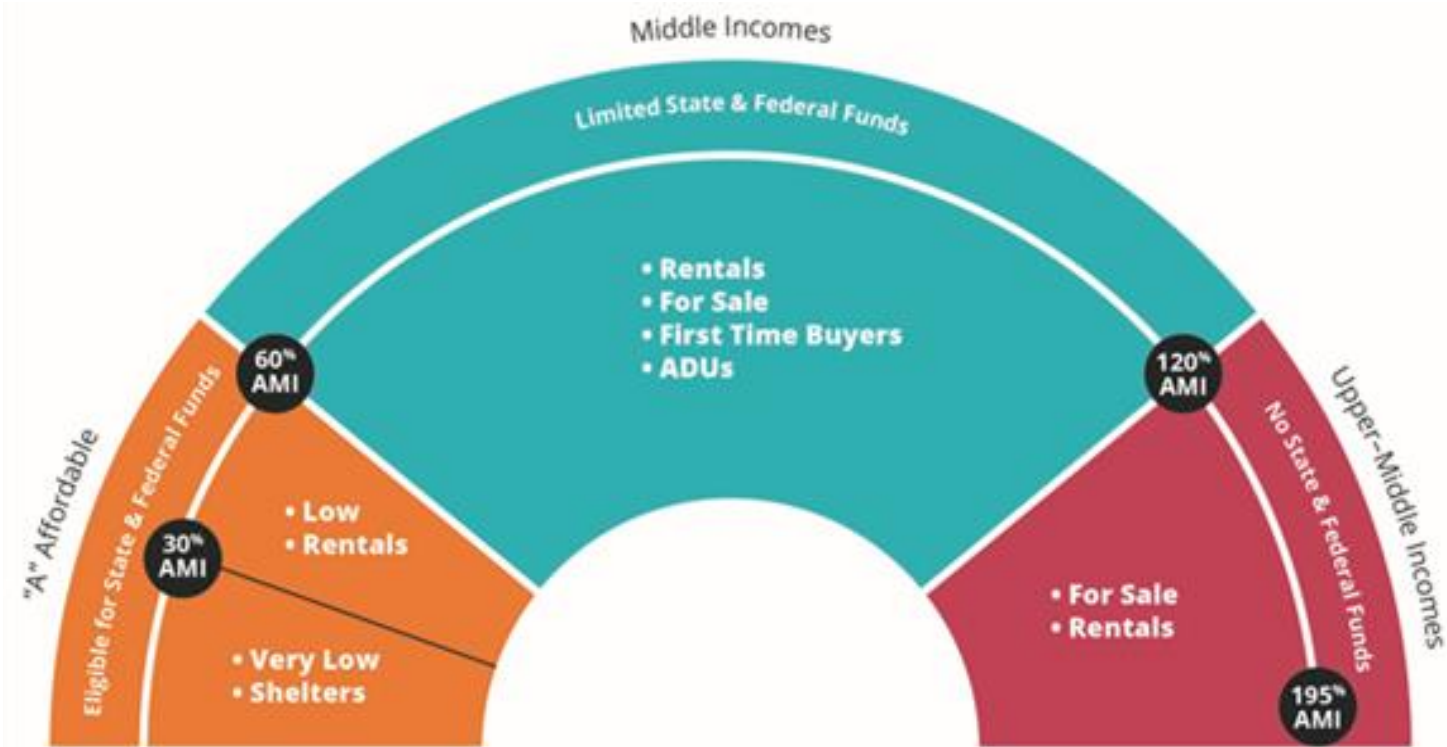 Middle Incomes
Limited State & Federal Funds
• Rentals
• For Sale
• First Time Buyers
• ADUs
60% AMI
120% AMI
"A" Affordable
Eligible for State & Federal Funds
30% AMI
• Low
• Rentals
• Very Low
• Shelters
Upper-Middle Incomes
No State & Federal Funds
• For Sale
• Rentals
195% AMI